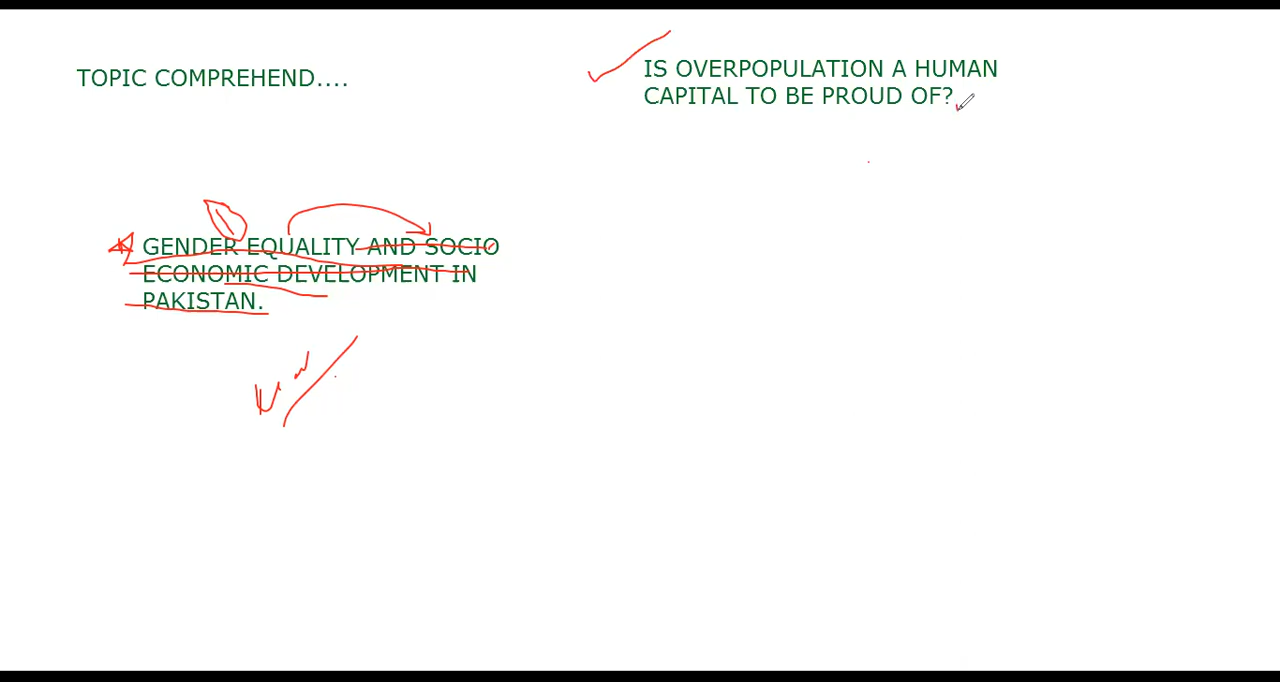 TOPIC COMPREHEND....
IS OVERPOPULATION A HUMAN
CAPITAL TO BE PROUD OF?
GENDER EQUALITY AND SOCIO
ECONOMIC DEVELOPMENT IN
PAKISTAN.